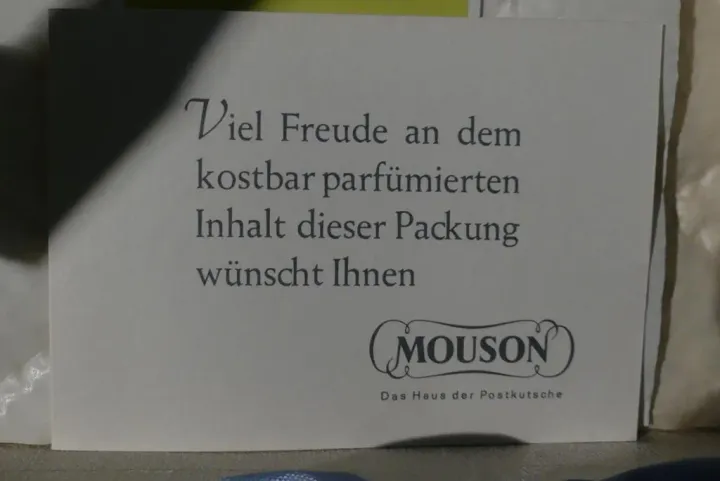 Viel Freude an dem
kostbar parfümierten
Inhalt dieser Packung
wünscht Ihnen
MOUSON
Das Haus der Postkutsche